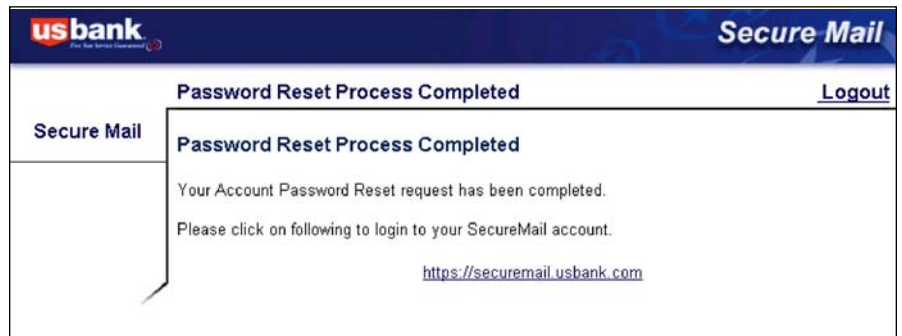 usbank
Five Star Service Guaranteed
Secure Mail
Password Reset Process Completed
Logout
Secure Mail
Password Reset Process Completed
Your Account Password Reset request has been completed.
Please click on following to login to your SecureMail account.
https://securemail.usbank.com